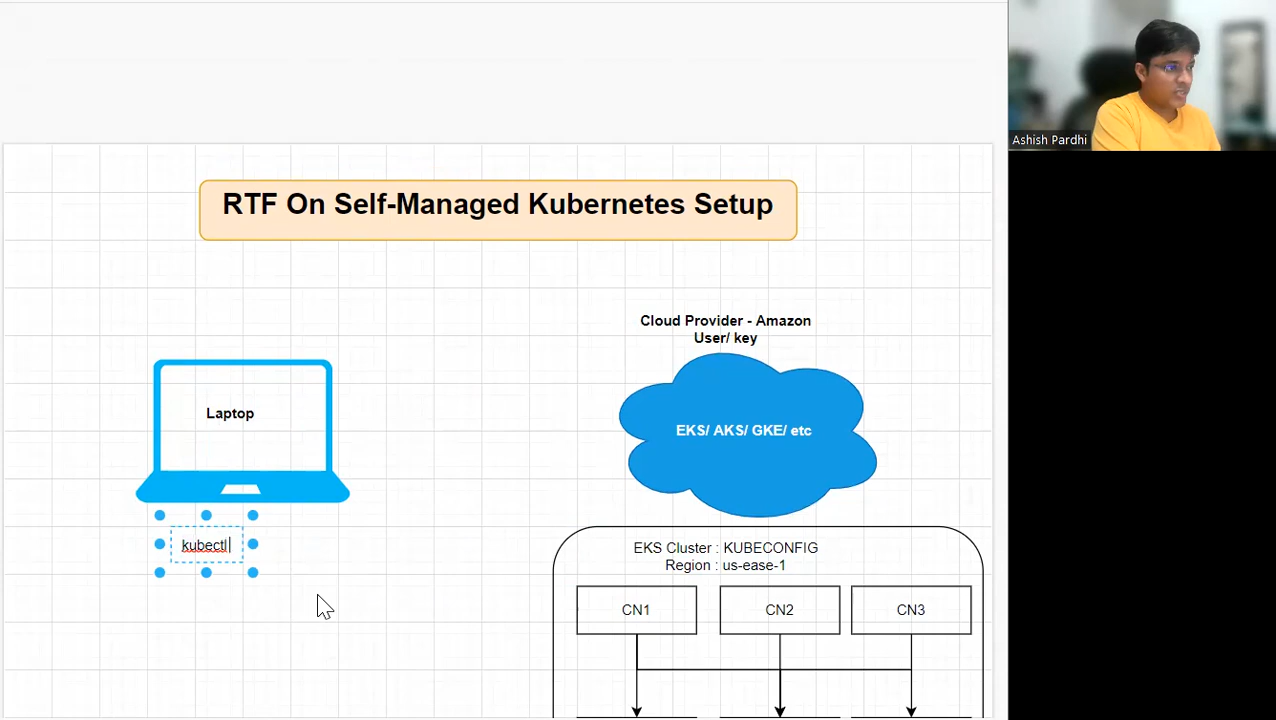 Ashish Pardhi
RTF On Self-Managed Kubernetes Setup
Cloud Provider - Amazon
User/ key
Laptop
EKS/ AKS/ GKE/ etc
kubectl
EKS Cluster : KUBECONFIG
Region : us-ease-1
CN1
CN2
CN3